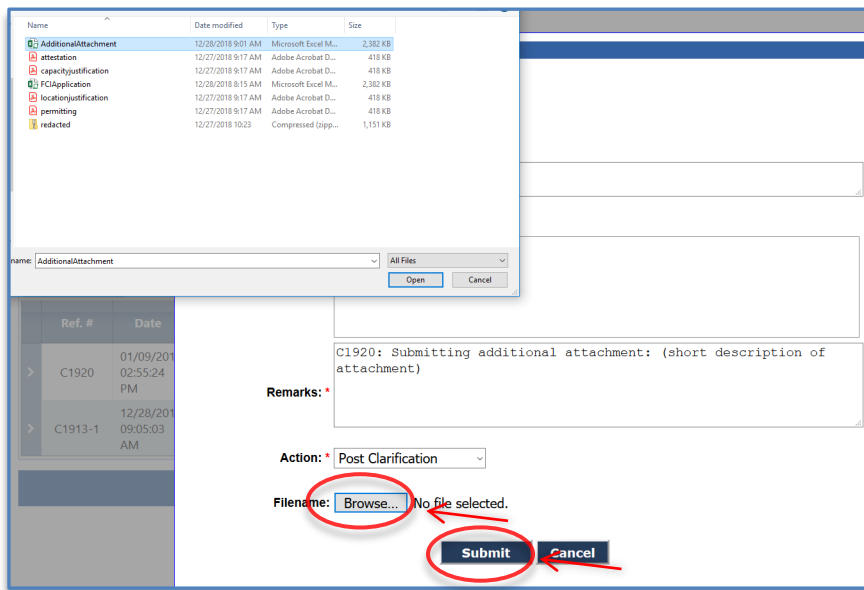 Name Date modified Type Size
AdditionalAttachment 12/28/2018 9:01 AM Microsoft Excel M... 2,382 KB
attestation 12/27/2018 9:17 AM Adobe Acrobat D... 418 KB
capacityjustification 12/27/2018 9:17 AM Adobe Acrobat D... 418 KB
FCIApplication 12/28/2018 8:15 AM Microsoft Excel M... 2,382 KB
locationjustification 12/27/2018 9:17 AM Adobe Acrobat D... 418 KB
permitting 12/27/2018 9:17 AM Adobe Acrobat D... 418 KB
redacted 12/27/2018 10:23 Compressed (zipp... 1,151 KB
name: AdditionalAttachment All Files
Open Cancel
Ref. # Date
C1920 01/09/201
02:55:24
PM
C1913-1 12/28/201
09:05:03
AM
C1920: Submitting additional attachment: (short description of
attachment)
Remarks: *
Action: * Post Clarification
Filename: Browse... No file selected.
Submit Cancel